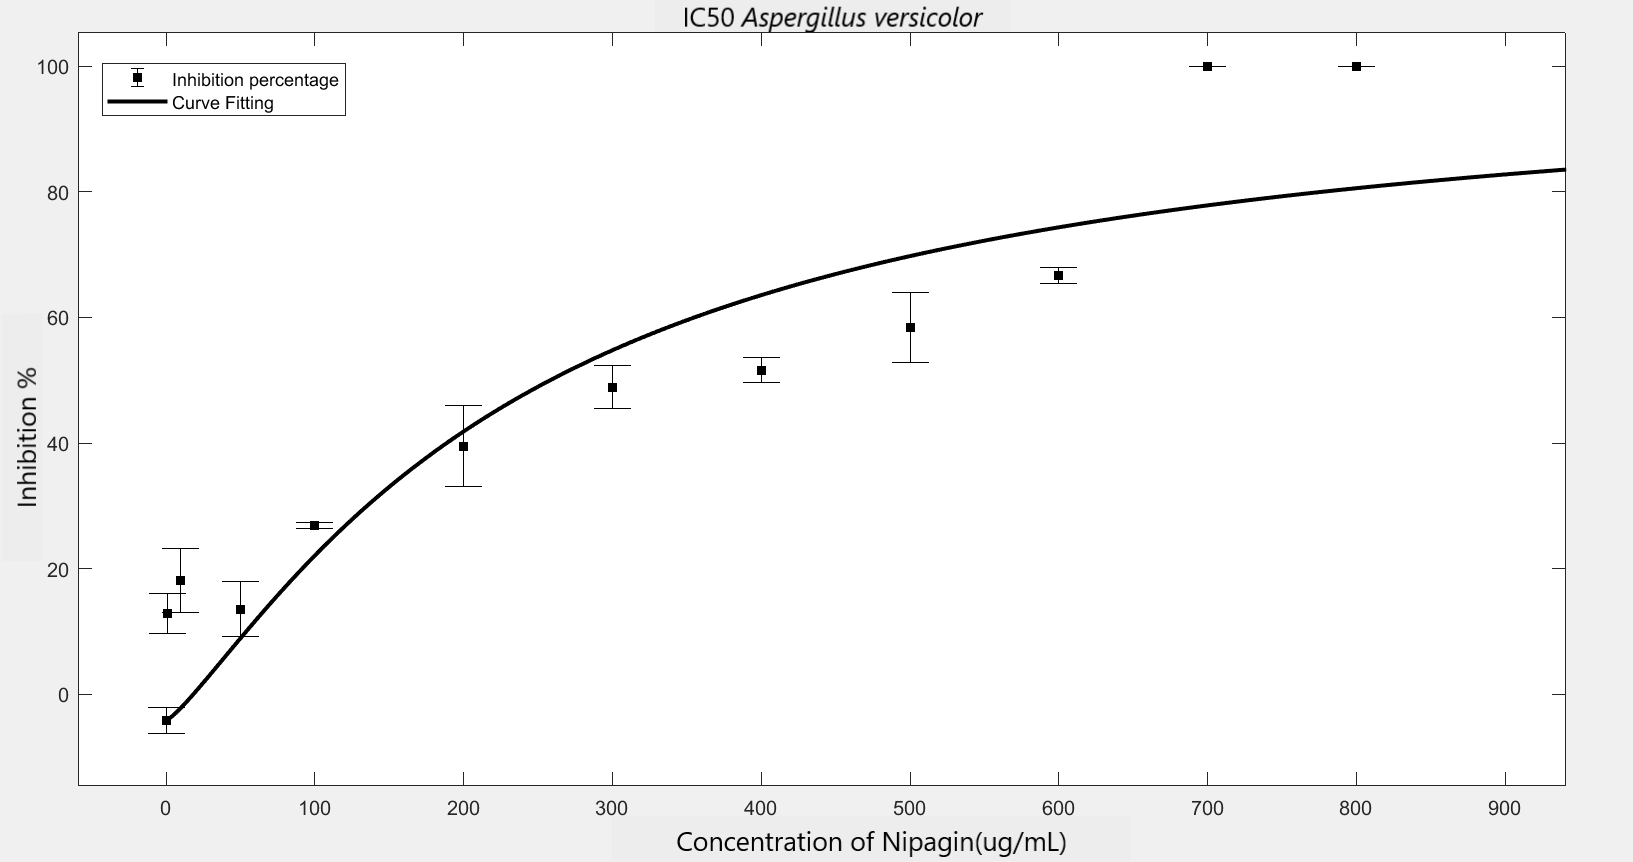 IC50 Aspergillus versicolor
Inhibition percentage
Curve Fitting
100
80
60
40
20
0
Inhibition %
0 100 200 300 400 500 600 700 800 900
Concentration of Nipagin(ug/mL)